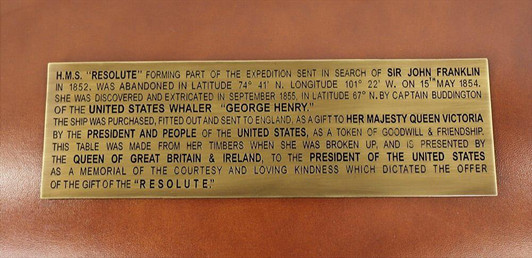 H.M.S. "RESOLUTE" FORMING PART OF THE EXPEDITION SENT IN SEARCH OF SIR JOHN FRANKLIN
IN 1852, WAS ABANDONED IN LATITUDE 74º 41' N. LONGITUDE 101º 22' W. ON 15TH MAY 1854.
SHE WAS DISCOVERED AND EXTRICATED IN SEPTEMBER 1855, IN LATITUDE 67º N. BY CAPTAIN BUDDINGTON
OF THE UNITED STATES WHALER "GEORGE HENRY."
THE SHIP WAS PURCHASED, FITTED OUT AND SENT TO ENGLAND, AS A GIFT TO HER MAJESTY QUEEN VICTORIA
BY THE PRESIDENT AND PEOPLE OF THE UNITED STATES, AS A TOKEN OF GOODWILL & FRIENDSHIP.
THIS TABLE WAS MADE FROM HER TIMBERS WHEN SHE WAS BROKEN UP, AND IS PRESENTED BY
THE QUEEN OF GREAT BRITAIN & IRELAND, TO THE PRESIDENT OF THE UNITED STATES
AS A MEMORIAL OF THE COURTESY AND LOVING KINDNESS WHICH DICTATED THE OFFER
OF THE GIFT OF THE "RESOLUTE."